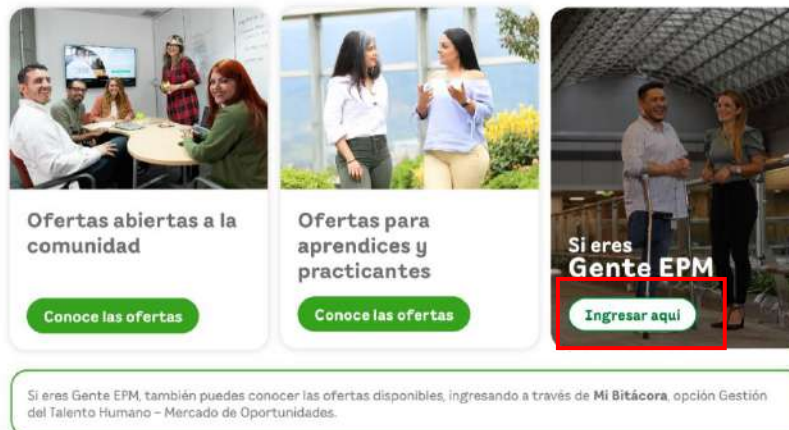 Ofertas abiertas a la
comunidad
Conoce las ofertas
Ofertas para
aprendices y
practicantes
Conoce las ofertas
Si eres
Gente EPM
Ingresar aquí
Si eres Gente EPM, también puedes conocer las ofertas disponibles, ingresando a través de Mi Bitácora, opción Gestión
del Talento Humano – Mercado de Oportunidades.